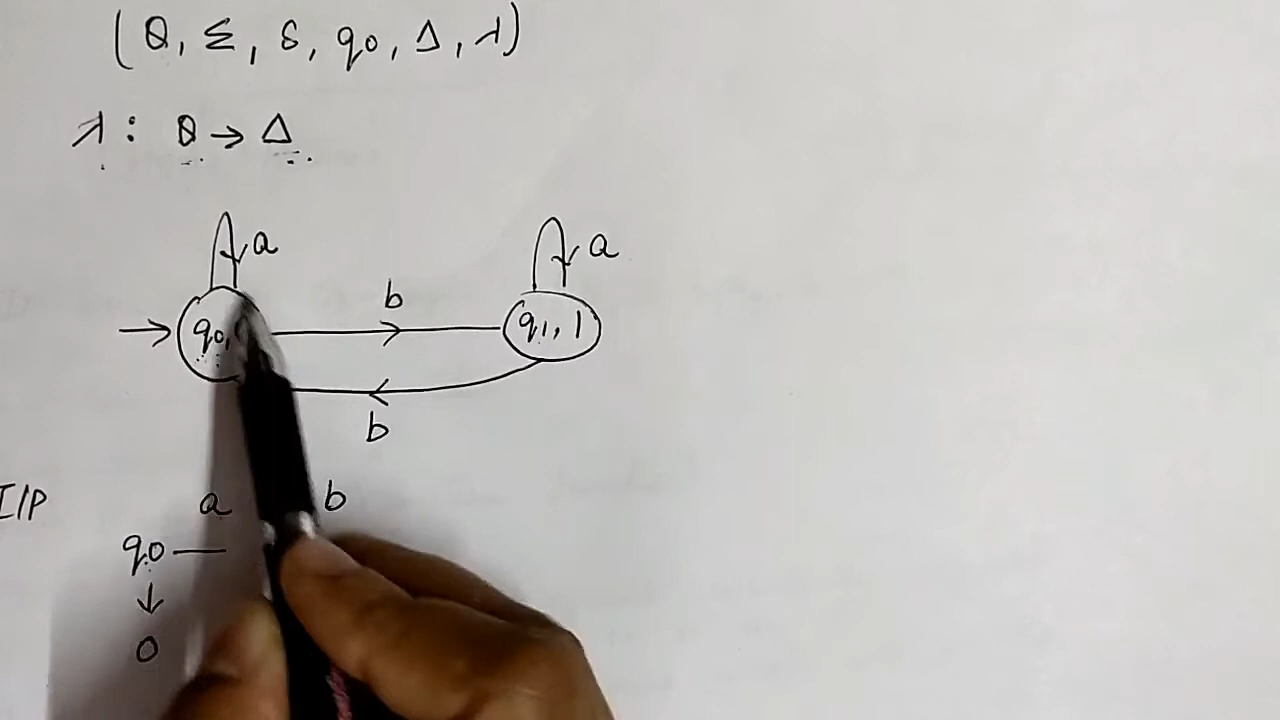 (Q, Σ, δ, q0, Δ, λ)
λ : Q → Δ
a a
b
q0, q1, 1
b
I/P a b
q0 —
↓
0